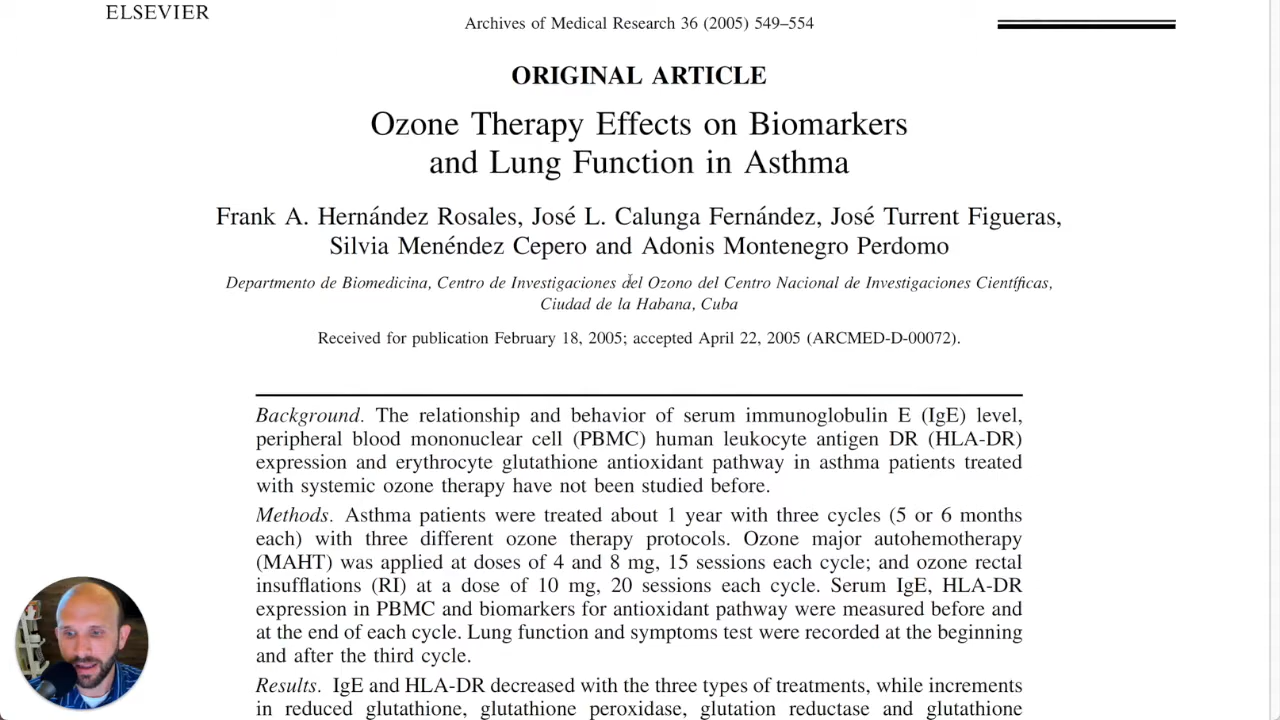 ELSEVIER
Archives of Medical Research 36 (2005) 549–554
ORIGINAL ARTICLE
Ozone Therapy Effects on Biomarkers
and Lung Function in Asthma
Frank A. Hernández Rosales, José L. Calunga Fernández, José Turrent Figueras,
Silvia Menéndez Cepero and Adonis Montenegro Perdomo
Departmento de Biomedicina, Centro de Investigaciones del Ozono del Centro Nacional de Investigaciones Científicas,
Ciudad de la Habana, Cuba
Received for publication February 18, 2005; accepted April 22, 2005 (ARCMED-D-00072).
Background. The relationship and behavior of serum immunoglobulin E (IgE) level,
peripheral blood mononuclear cell (PBMC) human leukocyte antigen DR (HLA-DR)
expression and erythrocyte glutathione antioxidant pathway in asthma patients treated
with systemic ozone therapy have not been studied before.
Methods. Asthma patients were treated about 1 year with three cycles (5 or 6 months
each) with three different ozone therapy protocols. Ozone major autohemotherapy
(MAHT) was applied at doses of 4 and 8 mg, 15 sessions each cycle; and ozone rectal
insufflations (RI) at a dose of 10 mg, 20 sessions each cycle. Serum IgE, HLA-DR
expression in PBMC and biomarkers for antioxidant pathway were measured before and
at the end of each cycle. Lung function and symptoms test were recorded at the beginning
and after the third cycle.
Results. IgE and HLA-DR decreased with the three types of treatments, while increments
in reduced glutathione, glutathione peroxidase, glutation reductase and glutathione